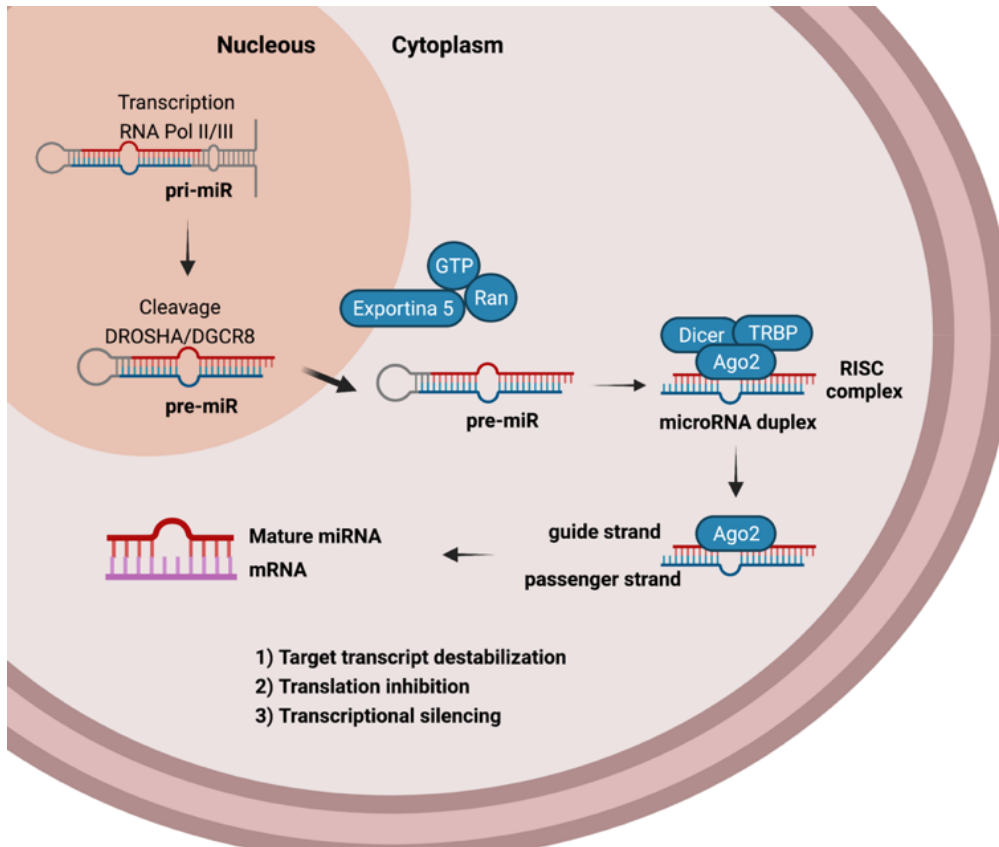 Nucleous
Cytoplasm
Transcription
RNA Pol II/III
pri-miR
Cleavage
DROSHA/DGCR8
pre-miR
GTP
Ran
Exportina 5
pre-miR
Dicer
TRBP
Ago2
RISC
complex
microRNA duplex
guide strand
Ago2
passenger strand
Mature miRNA
mRNA
1) Target transcript destabilization
2) Translation inhibition
3) Transcriptional silencing